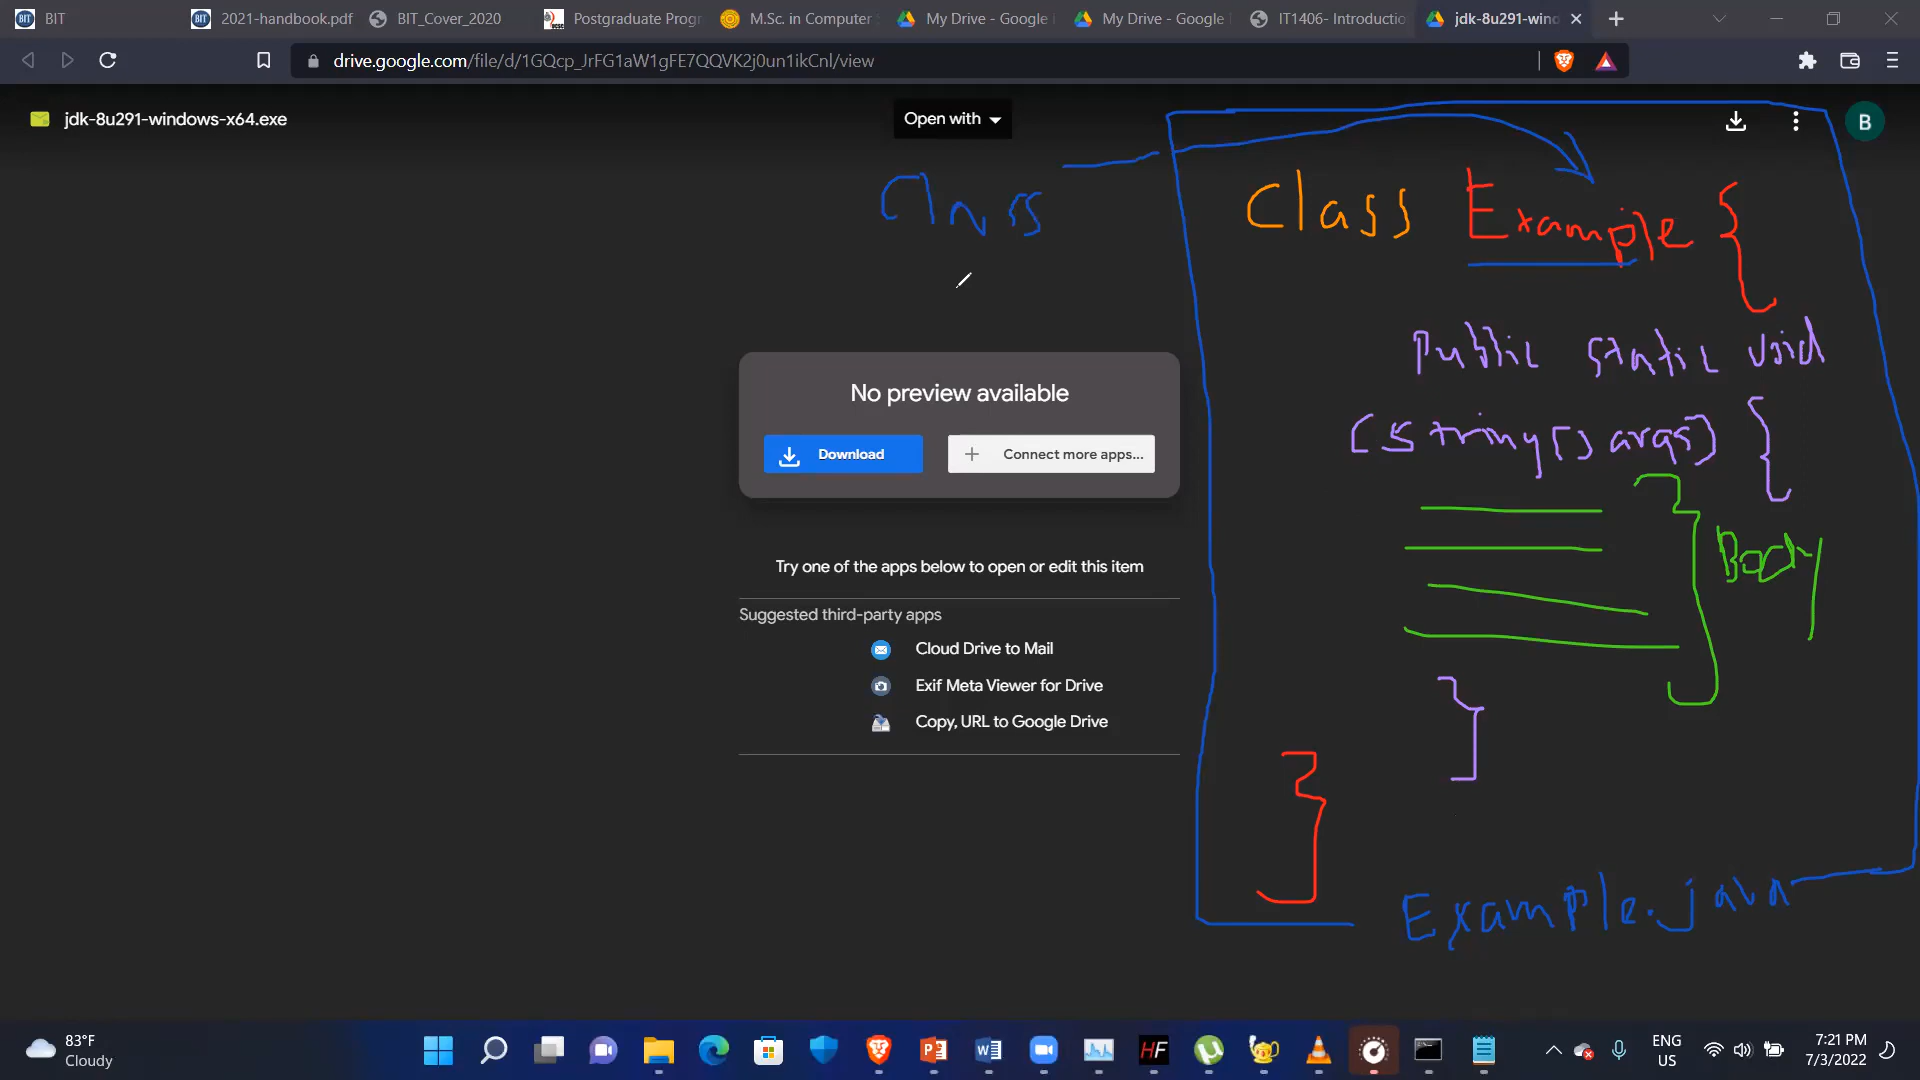 BIT
2021-handbook.pdf
BIT_Cover_2020
Postgraduate Prog
M.Sc. in Computer
My Drive - Google
My Drive - Google
IT1406- Introductio
jdk-8u291-wind
drive.google.com/file/d/1GQcp_JrFG1aW1gFE7QQVK2j0un1ikCnl/view
jdk-8u291-windows-x64.exe
Open with
B
Class
Class Example {
Public static void
(String[] args) {
Body
}
}
Example.java
No preview available
Download
Connect more apps...
Try one of the apps below to open or edit this item
Suggested third-party apps
Cloud Drive to Mail
Exif Meta Viewer for Drive
Copy, URL to Google Drive
83°F
Cloudy
HF
ENG
US
7:21 PM
7/3/2022